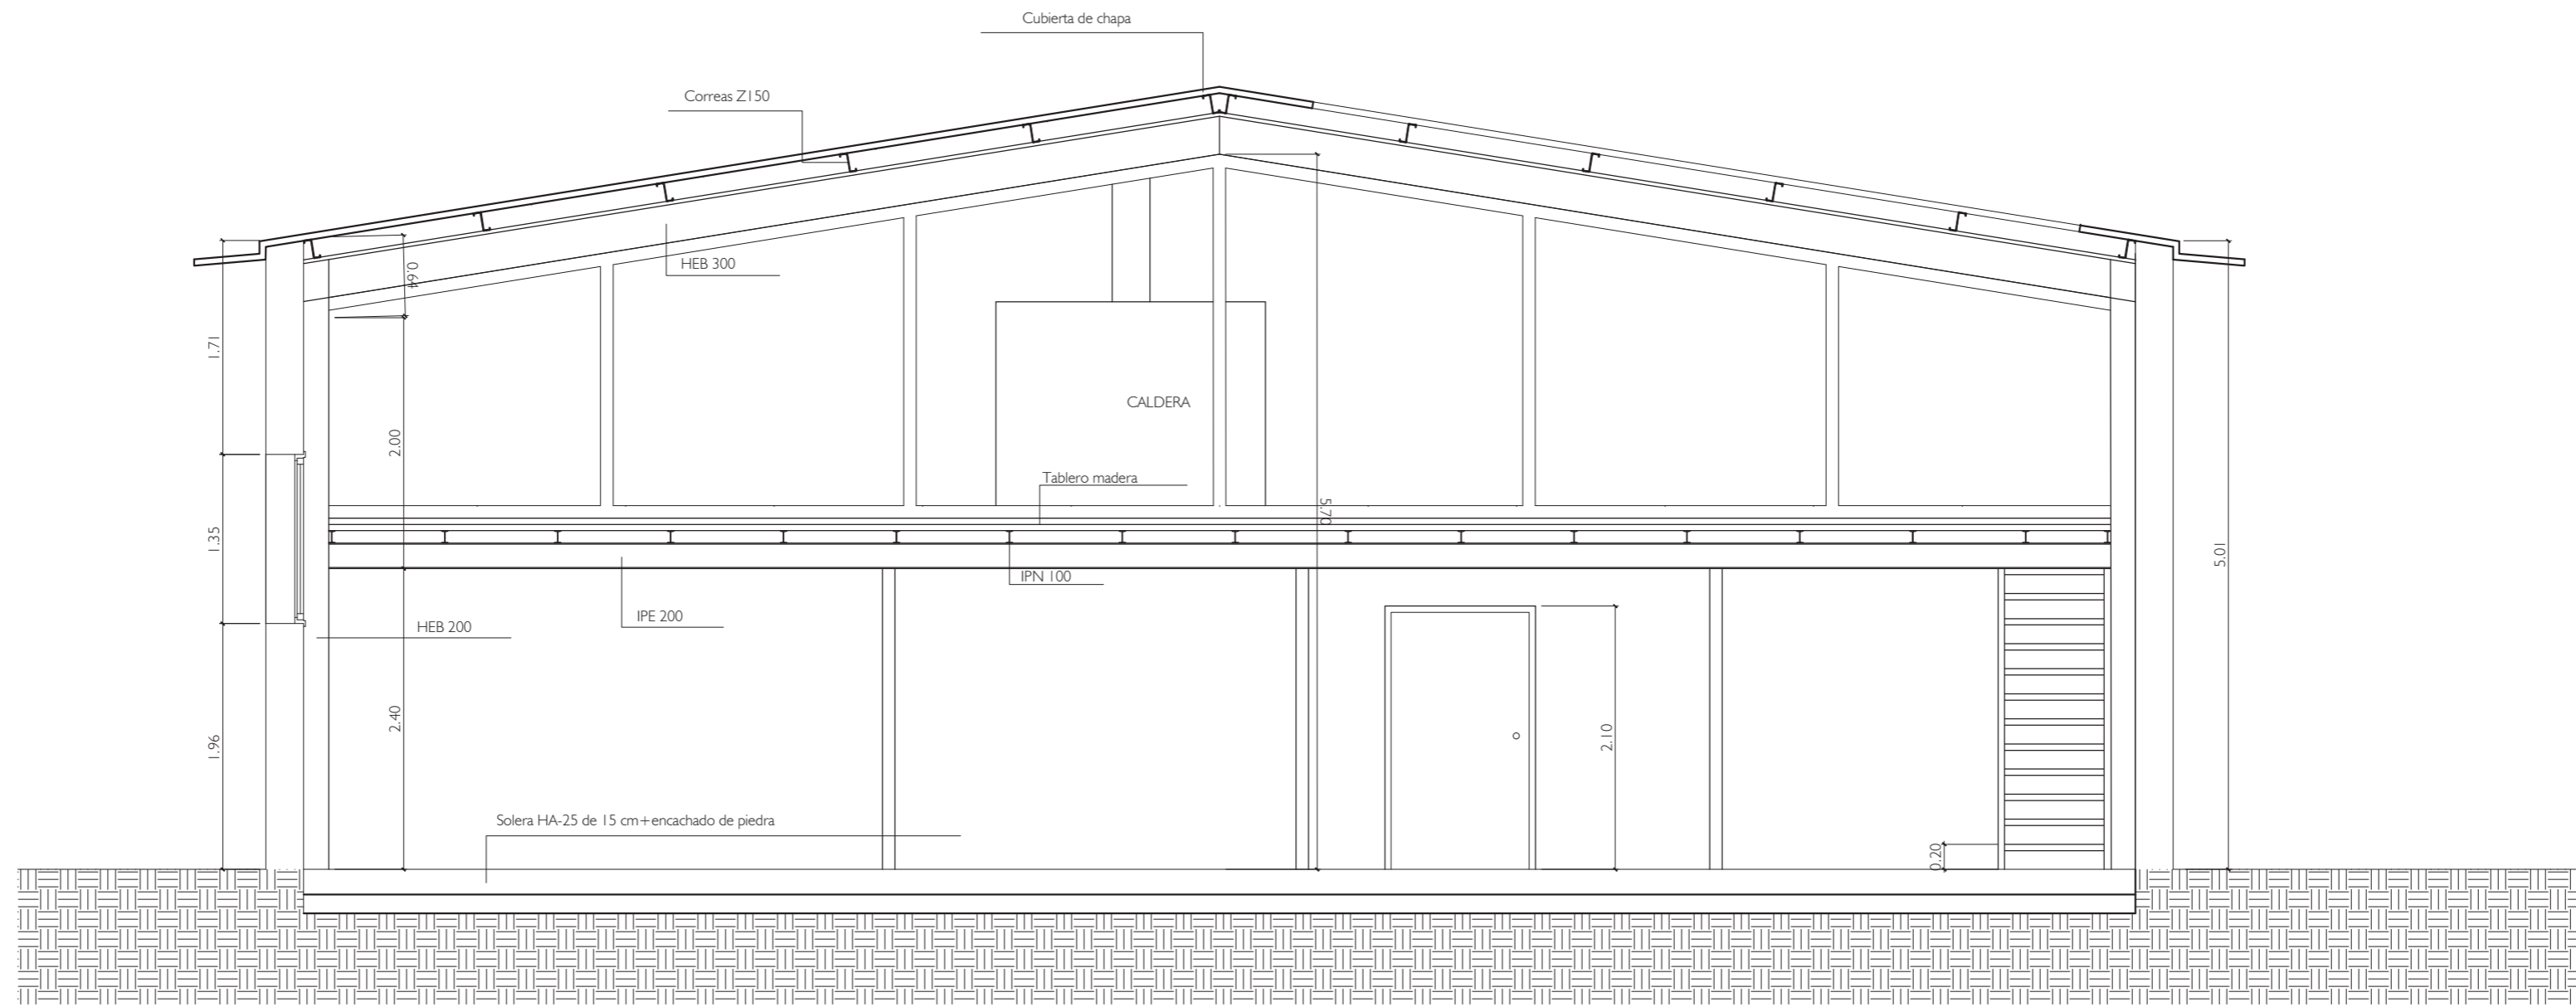 Cubierta de chapa
Correas Z150
HEB 300
0.64
1.71
2.00
CALDERA
Tablero madera
5.70
1.35
5.01
IPN 100
IPE 200
HEB 200
2.40
2.10
1.96
Solera HA-25 de 15 cm+encachado de piedra
0.20